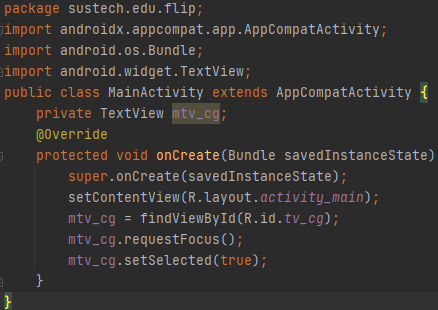 package sustech.edu.flip;
import androidx.appcompat.app.AppCompatActivity;
import android.os.Bundle;
import android.widget.TextView;
public class MainActivity extends AppCompatActivity {
    private TextView mtv_cg;
    @Override
    protected void onCreate(Bundle savedInstanceState)
        super.onCreate(savedInstanceState);
        setContentView(R.layout.activity_main);
        mtv_cg = findViewById(R.id.tv_cg);
        mtv_cg.requestFocus();
        mtv_cg.setSelected(true);
    }
}